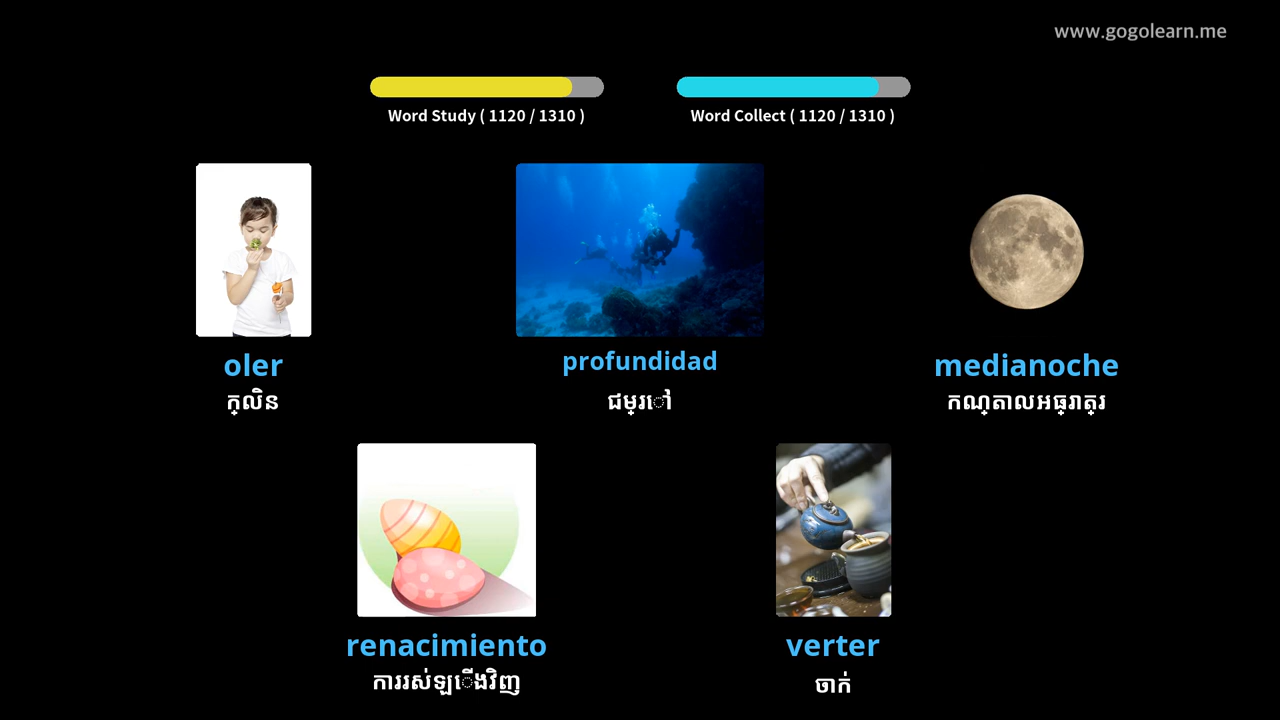 www.gogolearn.me
Word Study ( 1120 / 1310 )
Word Collect ( 1120 / 1310 )
oler
ក្លិន
profundidad
ជម្រៅ
medianoche
កណ្តាលអធ្រាត្រ
renacimiento
ការរស់ឡើងវិញ
verter
ចាក់